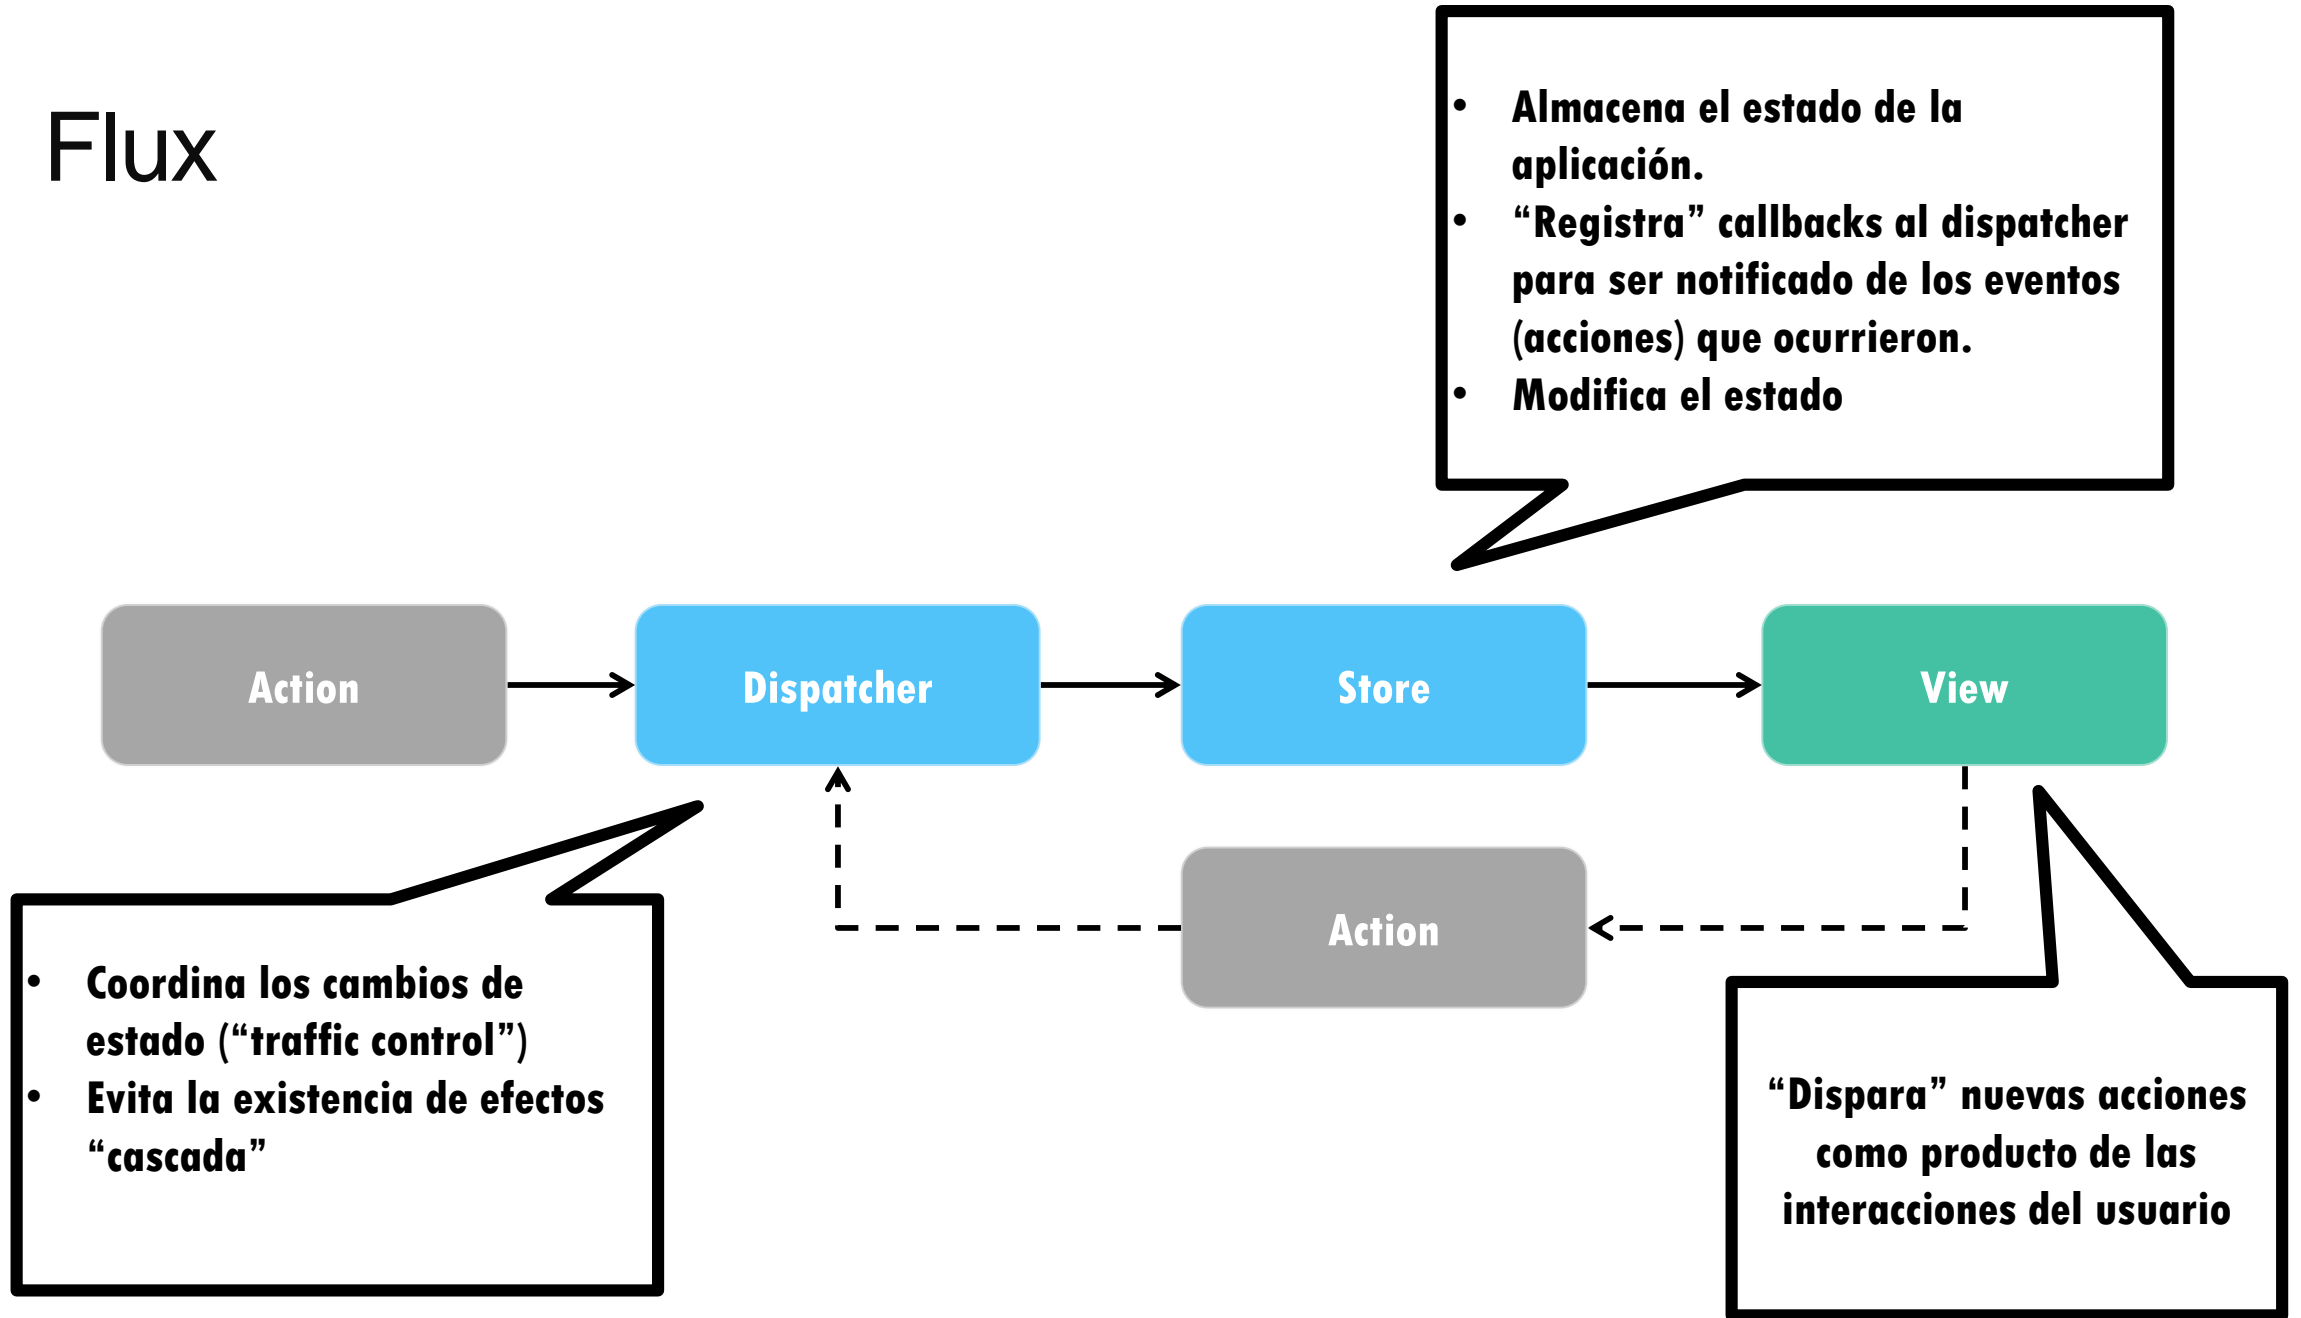 Flux
• Almacena el estado de la
aplicación.
• “Registra” callbacks al dispatcher
para ser notificado de los eventos
(acciones) que ocurrieron.
• Modifica el estado
Action
Dispatcher
Store
View
Action
• Coordina los cambios de
estado (“traffic control”)
• Evita la existencia de efectos
“cascada”
“Dispara” nuevas acciones
como producto de las
interacciones del usuario